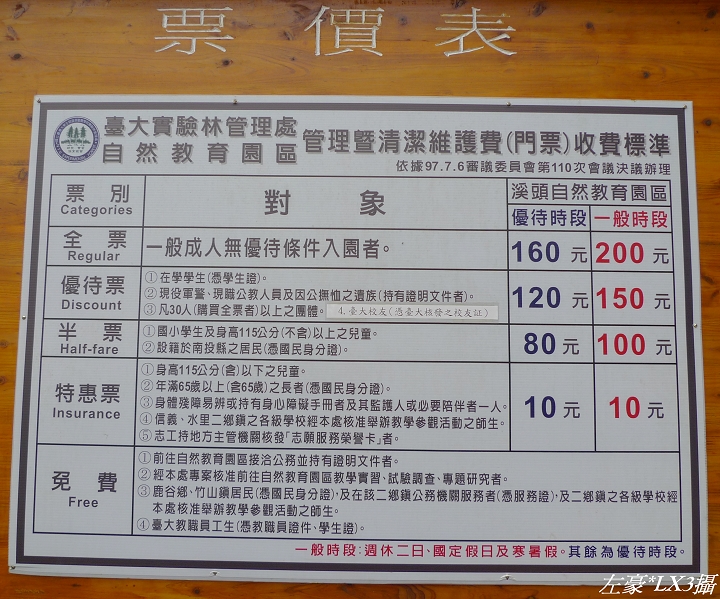 票價表
臺大實驗林管理處
自然教育園區
管理暨清潔維護費(門票)收費標準
依據97.7.6審議委員會第110次會議決議辦理
票別
Categories
對象
溪頭自然教育園區
優待時段 一般時段
全票
Regular
一般成人無優待條件入園者。
160元 200元
優待票
Discount
①在學學生(憑學生證)。
②現役軍警、現職公教人員及因公撫恤之遺族(持有證明文件者)。
③凡30人(購買全票者)以上之團體。 4.臺大校友(憑臺大核發之校友証)
120元 150元
半票
Half-fare
①國小學生及身高115公分(不含)以上之兒童。
②設籍於南投縣之居民(憑國民身分證)。
80元 100元
特惠票
Insurance
①身高115公分(含)以下之兒童。
②年滿65歲以上(含65歲)之長者(憑國民身分證)。
③身體殘障易辨或持有身心障礙手冊者及其監護人或必要陪伴者一人。
④信義、水里二鄉鎮之各級學校經本處核准舉辦教學參觀活動之師生。
⑤志工持地方主管機關核發「志願服務榮譽卡」者。
10元 10元
免費
Free
①前往自然教育園區接洽公務並持有證明文件者。
②經本處專案核准前往自然教育園區教學實習、試驗調查、專題研究者。
③鹿谷鄉、竹山鎮居民(憑國民身分證),及在該二鄉鎮公務機關服務者(憑服務證),及二鄉鎮之各級學校經
本處核准舉辦教學參觀活動之師生。
④臺大教職員工生(憑教職員證件、學生證)。
一般時段:週休二日、國定假日及寒暑假。其餘為優待時段。
左豪*LX3攝